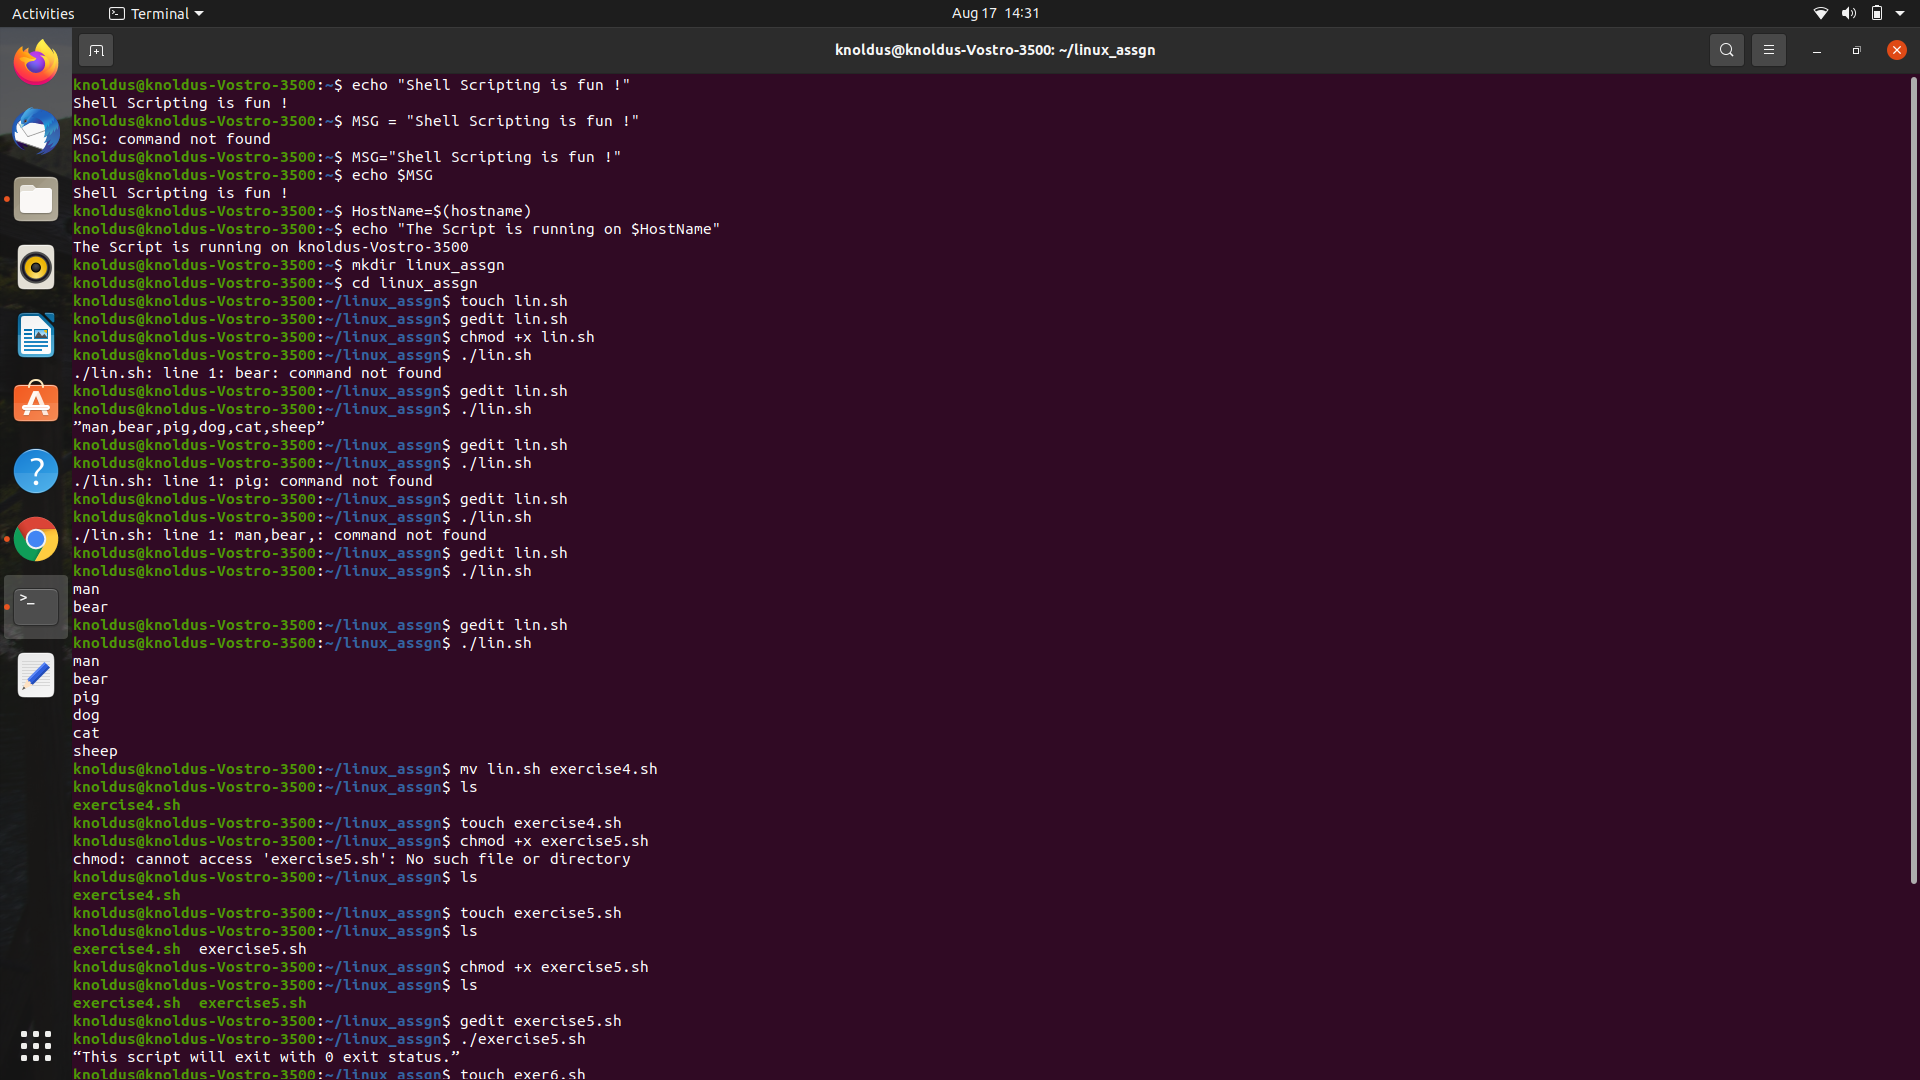 Activities
Terminal
Aug 17 14:31
knoldus@knoldus-Vostro-3500: ~/linux_assgn
knoldus@knoldus-Vostro-3500:~$ echo "Shell Scripting is fun !"
Shell Scripting is fun !
knoldus@knoldus-Vostro-3500:~$ MSG = "Shell Scripting is fun !"
MSG: command not found
knoldus@knoldus-Vostro-3500:~$ MSG="Shell Scripting is fun !"
knoldus@knoldus-Vostro-3500:~$ echo $MSG
Shell Scripting is fun !
knoldus@knoldus-Vostro-3500:~$ HostName=$(hostname)
knoldus@knoldus-Vostro-3500:~$ echo "The Script is running on $HostName"
The Script is running on knoldus-Vostro-3500
knoldus@knoldus-Vostro-3500:~$ mkdir linux_assgn
knoldus@knoldus-Vostro-3500:~$ cd linux_assgn
knoldus@knoldus-Vostro-3500:~/linux_assgn$ touch lin.sh
knoldus@knoldus-Vostro-3500:~/linux_assgn$ gedit lin.sh
knoldus@knoldus-Vostro-3500:~/linux_assgn$ chmod +x lin.sh
knoldus@knoldus-Vostro-3500:~/linux_assgn$ ./lin.sh
./lin.sh: line 1: bear: command not found
knoldus@knoldus-Vostro-3500:~/linux_assgn$ gedit lin.sh
knoldus@knoldus-Vostro-3500:~/linux_assgn$ ./lin.sh
”man,bear,pig,dog,cat,sheep”
knoldus@knoldus-Vostro-3500:~/linux_assgn$ gedit lin.sh
knoldus@knoldus-Vostro-3500:~/linux_assgn$ ./lin.sh
./lin.sh: line 1: pig: command not found
knoldus@knoldus-Vostro-3500:~/linux_assgn$ gedit lin.sh
knoldus@knoldus-Vostro-3500:~/linux_assgn$ ./lin.sh
./lin.sh: line 1: man,bear,: command not found
knoldus@knoldus-Vostro-3500:~/linux_assgn$ gedit lin.sh
knoldus@knoldus-Vostro-3500:~/linux_assgn$ ./lin.sh
man
bear
knoldus@knoldus-Vostro-3500:~/linux_assgn$ gedit lin.sh
knoldus@knoldus-Vostro-3500:~/linux_assgn$ ./lin.sh
man
bear
pig
dog
cat
sheep
knoldus@knoldus-Vostro-3500:~/linux_assgn$ mv lin.sh exercise4.sh
knoldus@knoldus-Vostro-3500:~/linux_assgn$ ls
exercise4.sh
knoldus@knoldus-Vostro-3500:~/linux_assgn$ touch exercise4.sh
knoldus@knoldus-Vostro-3500:~/linux_assgn$ chmod +x exercise5.sh
chmod: cannot access 'exercise5.sh': No such file or directory
knoldus@knoldus-Vostro-3500:~/linux_assgn$ ls
exercise4.sh
knoldus@knoldus-Vostro-3500:~/linux_assgn$ touch exercise5.sh
knoldus@knoldus-Vostro-3500:~/linux_assgn$ ls
exercise4.sh  exercise5.sh
knoldus@knoldus-Vostro-3500:~/linux_assgn$ chmod +x exercise5.sh
knoldus@knoldus-Vostro-3500:~/linux_assgn$ ls
exercise4.sh  exercise5.sh
knoldus@knoldus-Vostro-3500:~/linux_assgn$ gedit exercise5.sh
knoldus@knoldus-Vostro-3500:~/linux_assgn$ ./exercise5.sh
“This script will exit with 0 exit status.”
knoldus@knoldus-Vostro-3500:~/linux_assgn$ touch exer6.sh